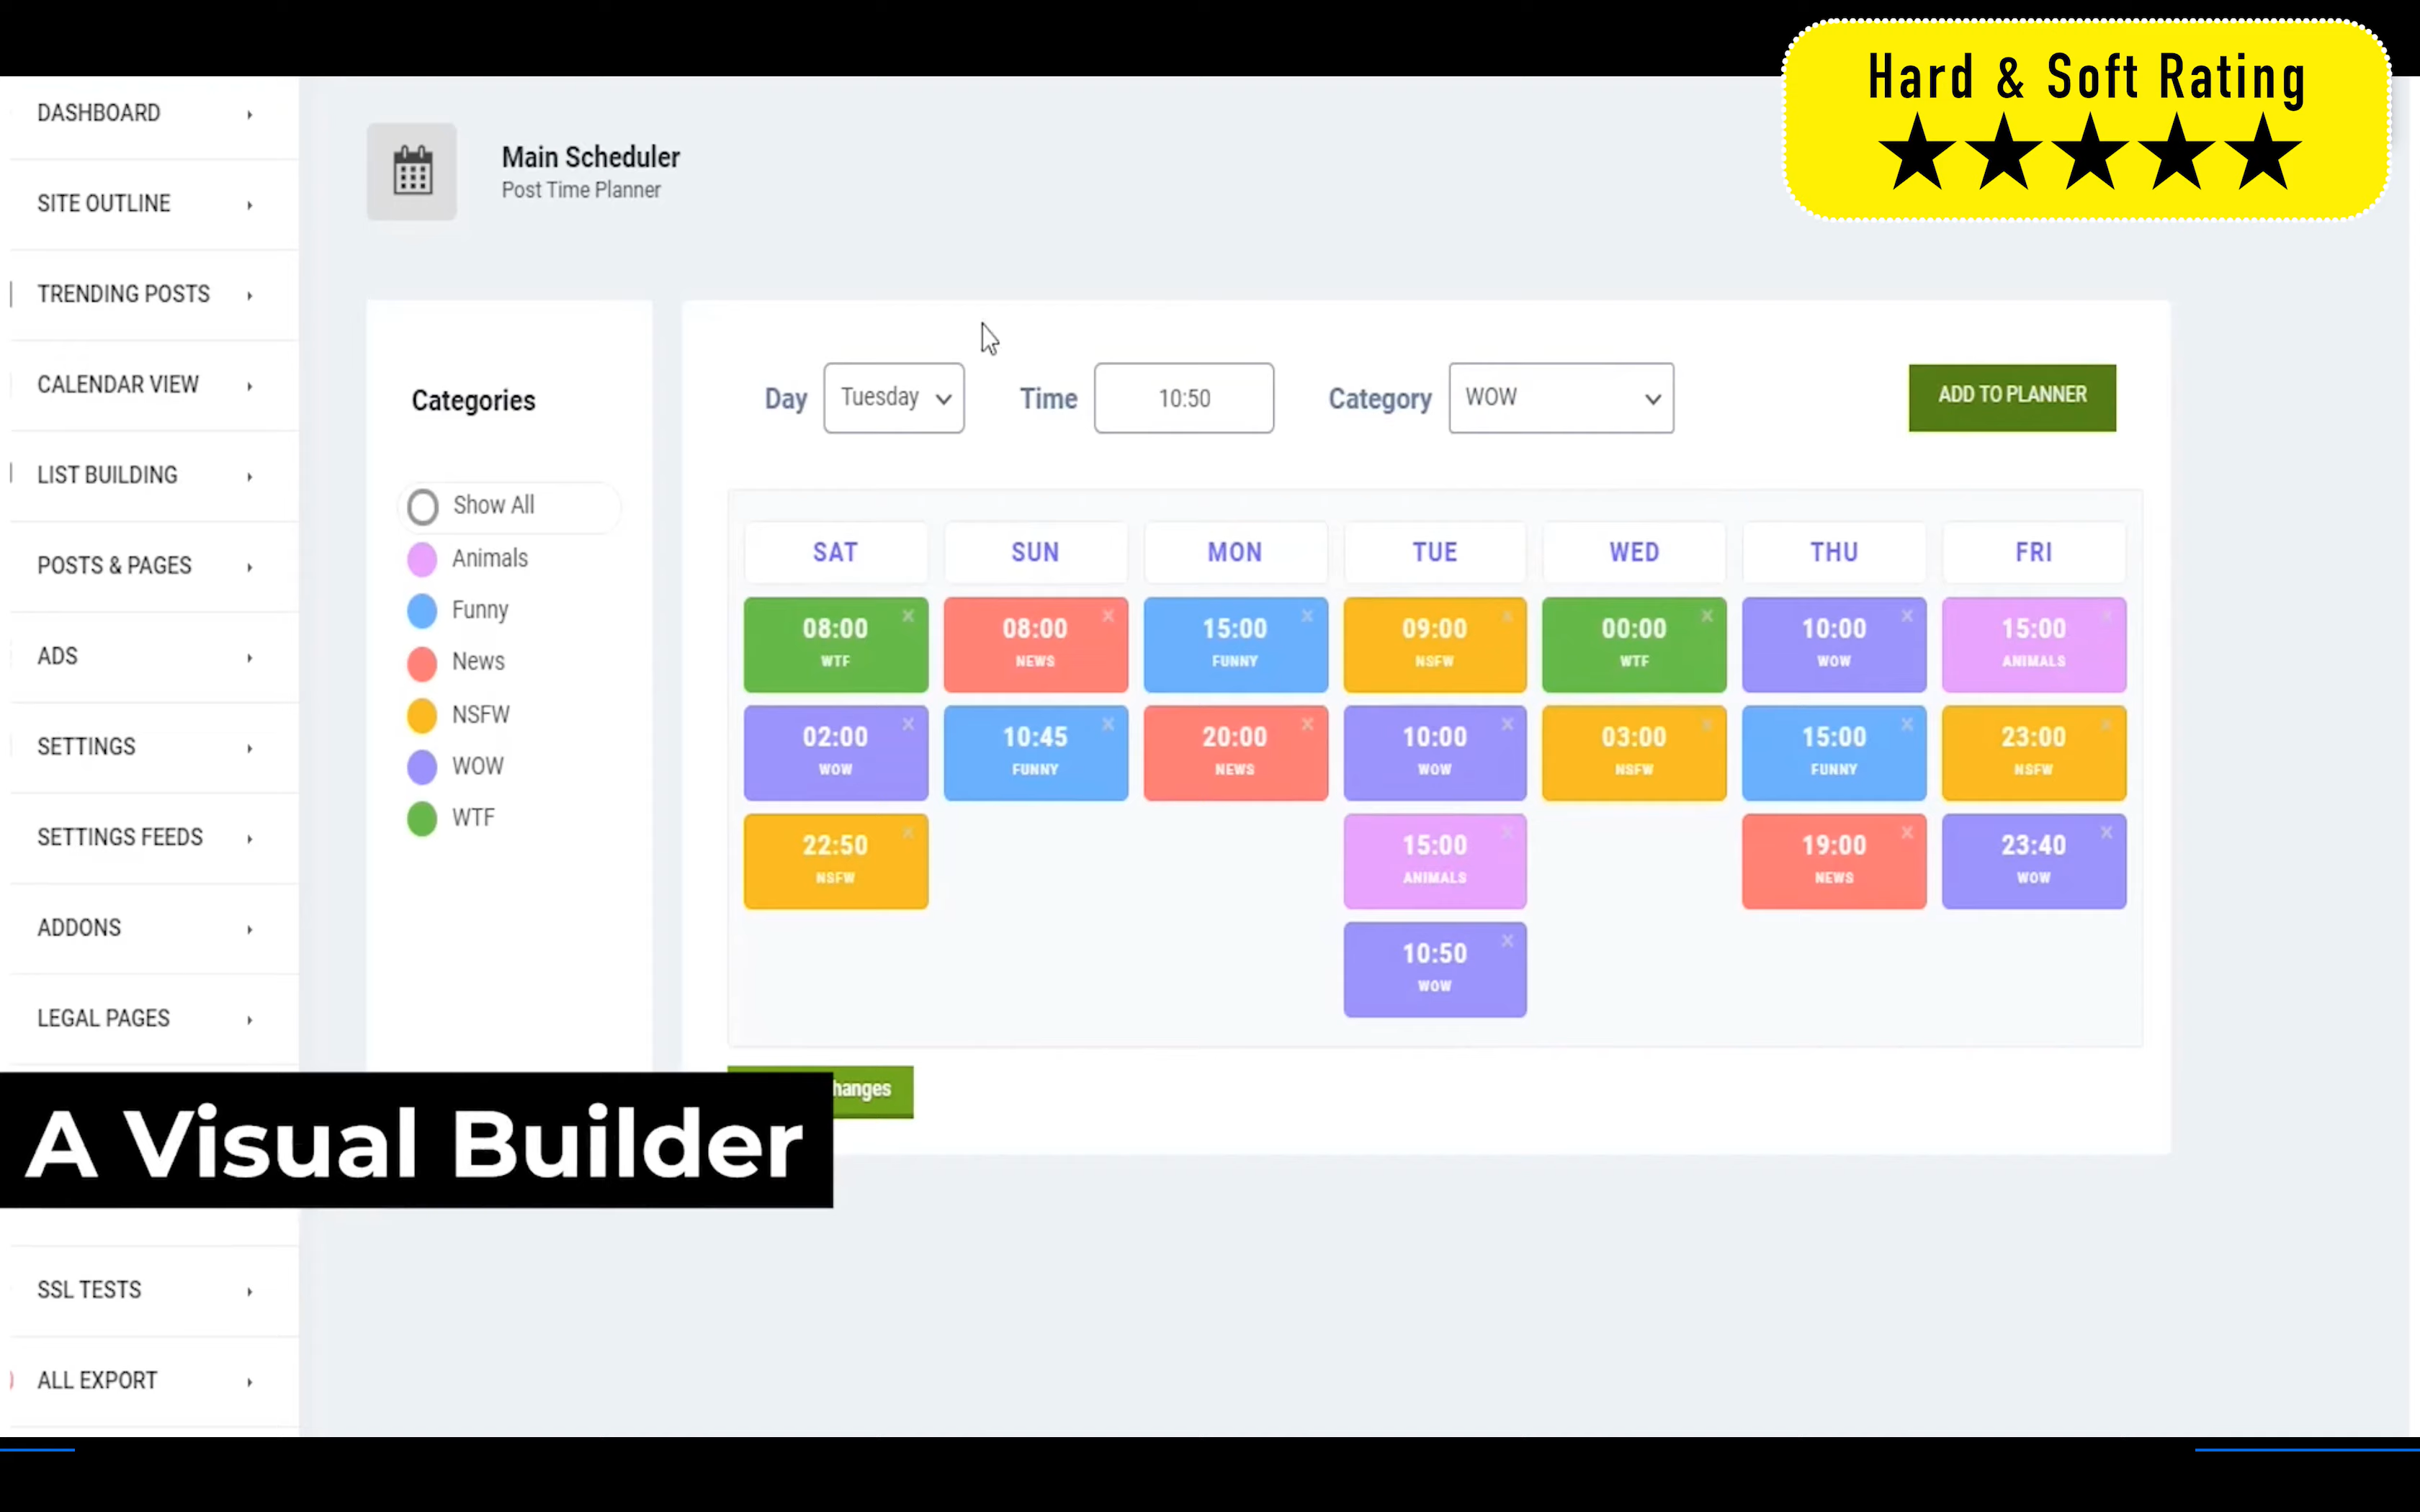 Hard & Soft Rating
DASHBOARD
SITE OUTLINE
TRENDING POSTS
CALENDAR VIEW
LIST BUILDING
POSTS & PAGES
ADS
SETTINGS
SETTINGS FEEDS
ADDONS
LEGAL PAGES
SSL TESTS
ALL EXPORT
Main Scheduler
Post Time Planner
Categories
Show All
Animals
Funny
News
NSFW
WOW
WTF
Day Tuesday Time 10:50 Category WOW ADD TO PLANNER
SAT SUN MON TUE WED THU FRI
08:00 08:00 15:00 09:00 00:00 10:00 15:00
WTF NEWS FUNNY NSFW WTF WOW ANIMALS
02:00 10:45 20:00 10:00 03:00 15:00 23:00
WOW FUNNY NEWS WOW NSFW FUNNY NSFW
22:50 15:00 19:00 23:40
NSFW ANIMALS NEWS WOW
10:50
WOW
hanges
A Visual Builder